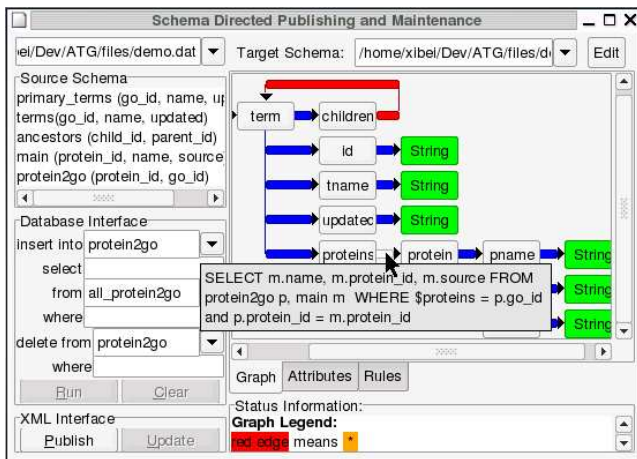 Schema Directed Publishing and Maintenance
ei/Dev/ATG/files/demo.dat
Target Schema: /home/xibei/Dev/ATG/files/d
Edit
Source Schema
primary_terms (go_id, name, up
terms(go_id, name, updated)
ancestors (child_id, parent_id)
main (protein_id, name, source)
protein2go (protein_id, go_id)
Database Interface
insert into protein2go
select
from all_protein2go
where
delete from protein2go
where
Run Clear
XML Interface
Publish Update
term children
id String
tname String
updated String
proteins protein pname String
String
String
SELECT m.name, m.protein_id, m.source FROM
protein2go p, main m WHERE $proteins = p.go_id
and p.protein_id = m.protein_id
Graph Attributes Rules
Status Information:
Graph Legend:
red edge means *